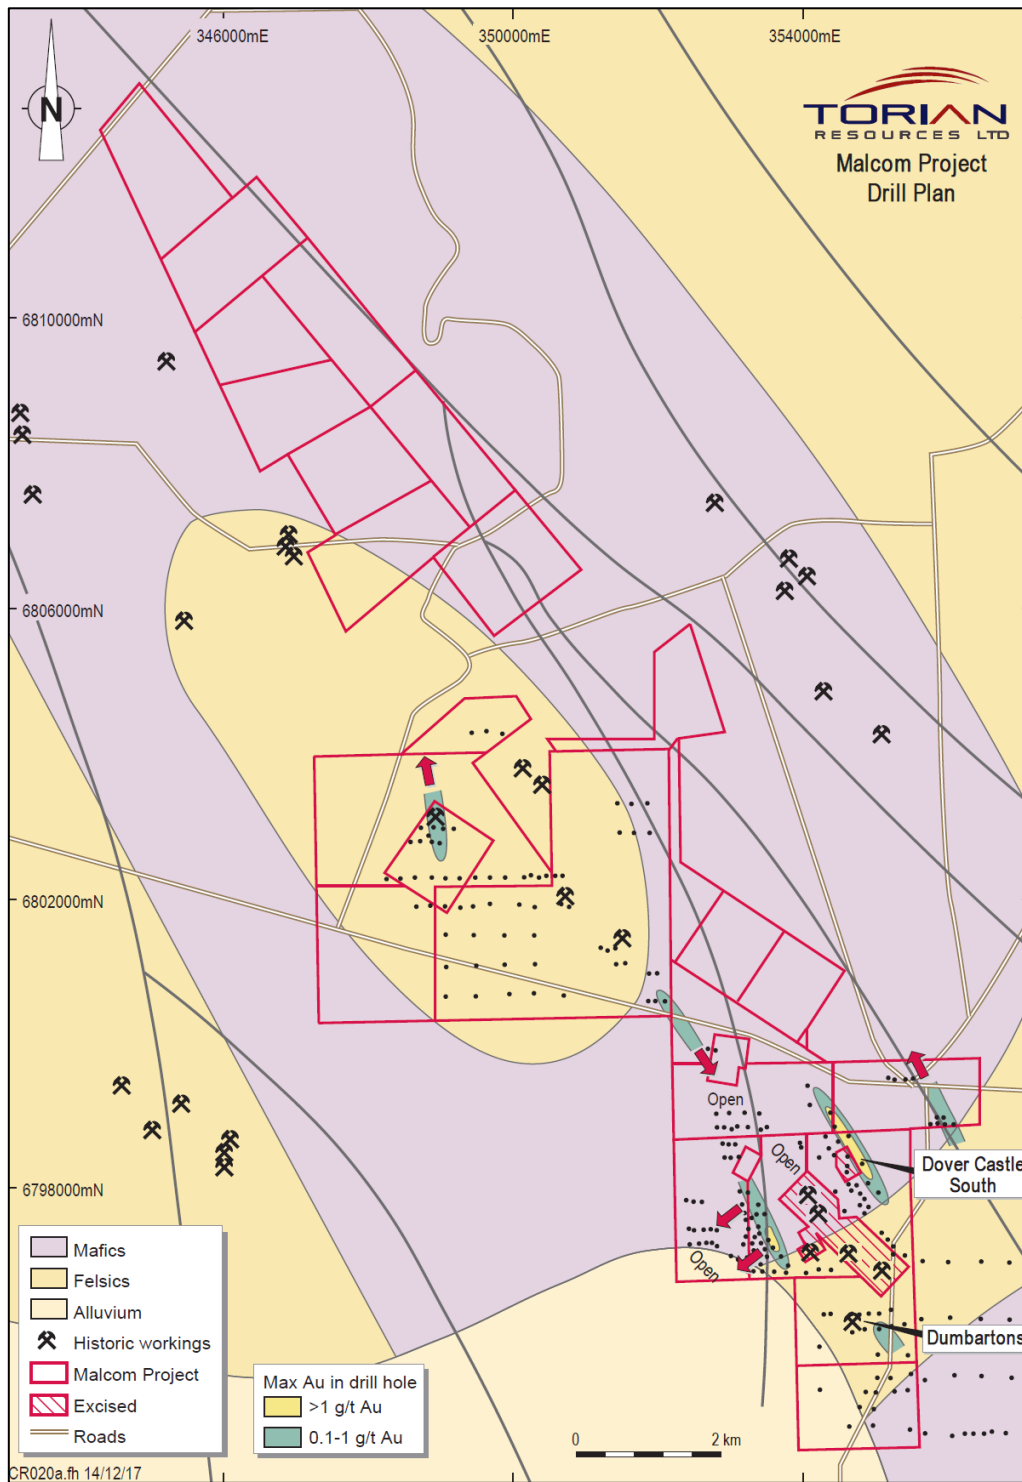 346000mE
350000mE
354000mE
N
TORIAN
RESOURCES LTD
Malcom Project
Drill Plan
6810000mN
6806000mN
6802000mN
6798000mN
Open
Open
Open
Dover Castle
South
Dumbartons
Mafics
Felsics
Alluvium
Historic workings
Malcom Project
Excised
Roads
Max Au in drill hole
>1 g/t Au
0.1-1 g/t Au
0
2 km
CR020a.fh 14/12/17